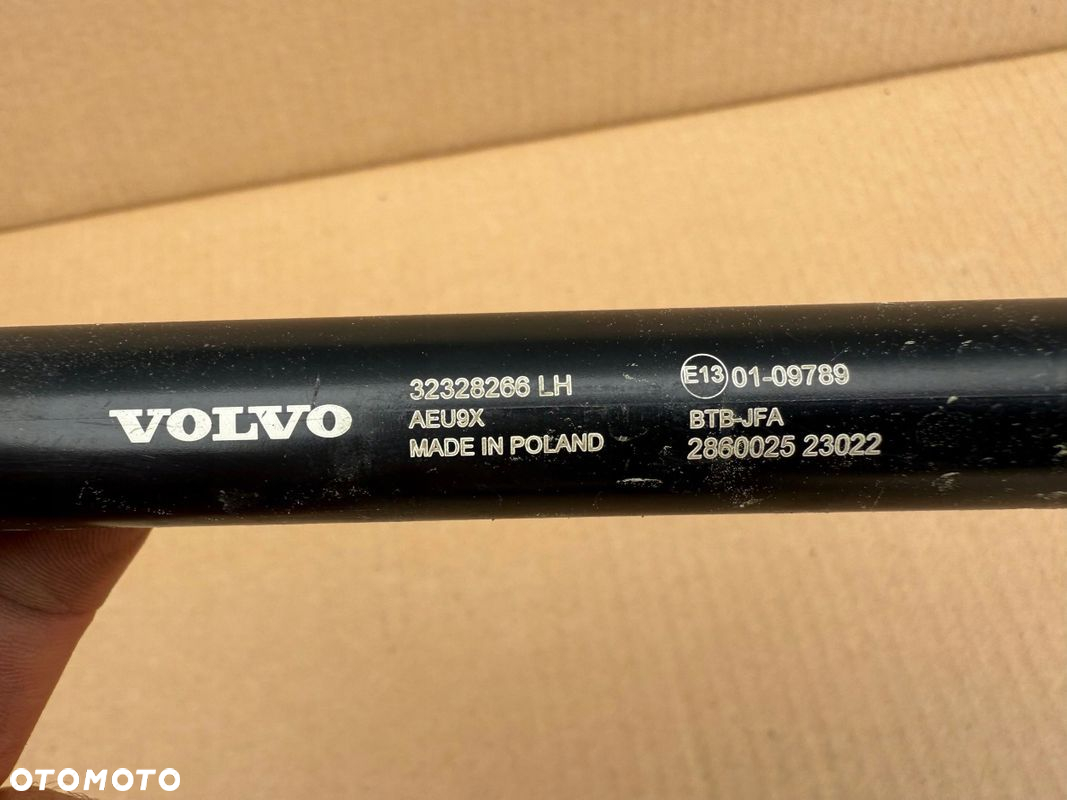 VOLVO
32328266 LH
AEU9X
MADE IN POLAND
E13 01-09789
BTB-JFA
2860025 23022
OTOMOTO